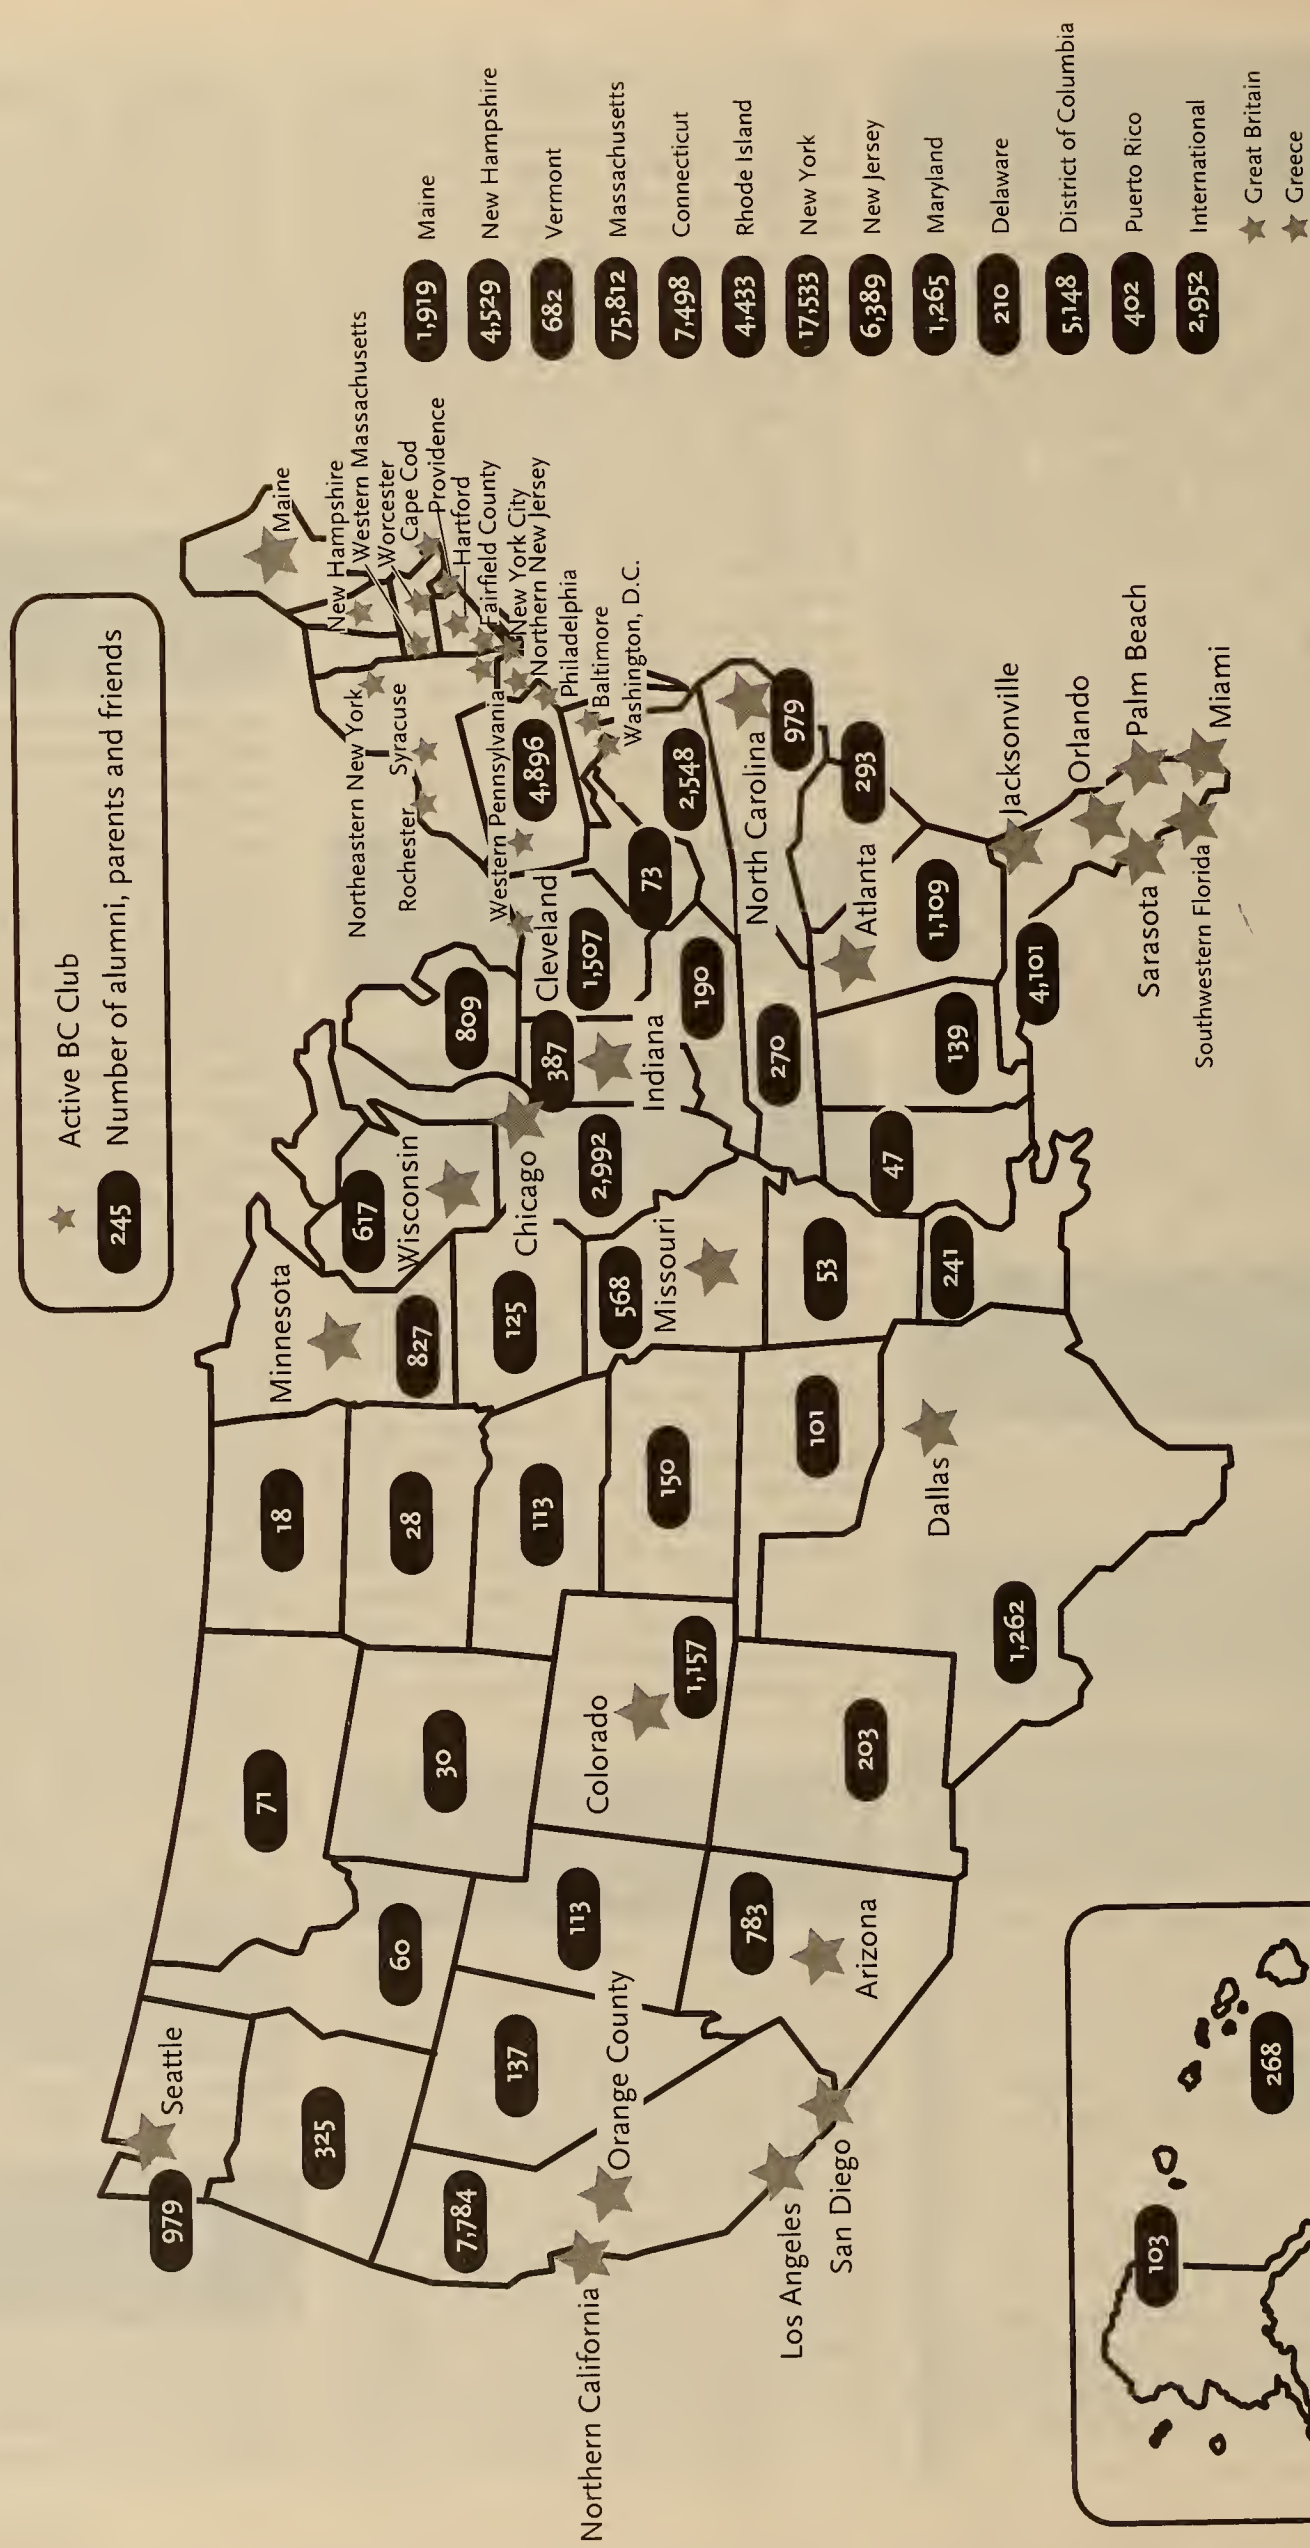 Active BC Club
245 Number of alumni, parents and friends
Seattle
979
325
7,784
Northern California
Orange County
Los Angeles
San Diego
137
60
71
30
113
Arizona
783
Colorado
1,157
203
18
28
113
150
101
Dallas
1,262
Minnesota
827
125
568
Missouri
53
241
617
Wisconsin
Chicago
2,992
47
809
387
Indiana
190
270
139
Cleveland
1,507
73
Atlanta
1,109
4,101
Northeastern New York
Rochester
Syracuse
Western Pennsylvania
4,896
2,548
North Carolina
979
293
Maine
New Hampshire
Western Massachusetts
Worcester
Cape Cod
Providence
Hartford
Fairfield County
New York City
Northern New Jersey
Philadelphia
Baltimore
Washington, D.C.
Jacksonville
Orlando
Palm Beach
Miami
Sarasota
Southwestern Florida
1,919 Maine
4,529 New Hampshire
682 Vermont
75,812 Massachusetts
7,498 Connecticut
4,433 Rhode Island
17,533 New York
6,389 New Jersey
1,265 Maryland
210 Delaware
5,148 District of Columbia
402 Puerto Rico
2,952 International
Great Britain
Greece
103
268